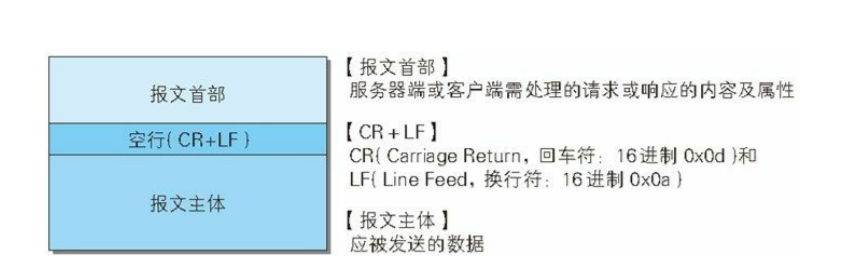 报文首部
空行(CR+LF)
报文主体
【报文首部】
服务器端或客户端需处理的请求或响应的内容及属性
【CR+LF】
CR(Carriage Return，回车符：16进制 0x0d)和
LF(Line Feed，换行符：16进制 0x0a)
【报文主体】
应被发送的数据